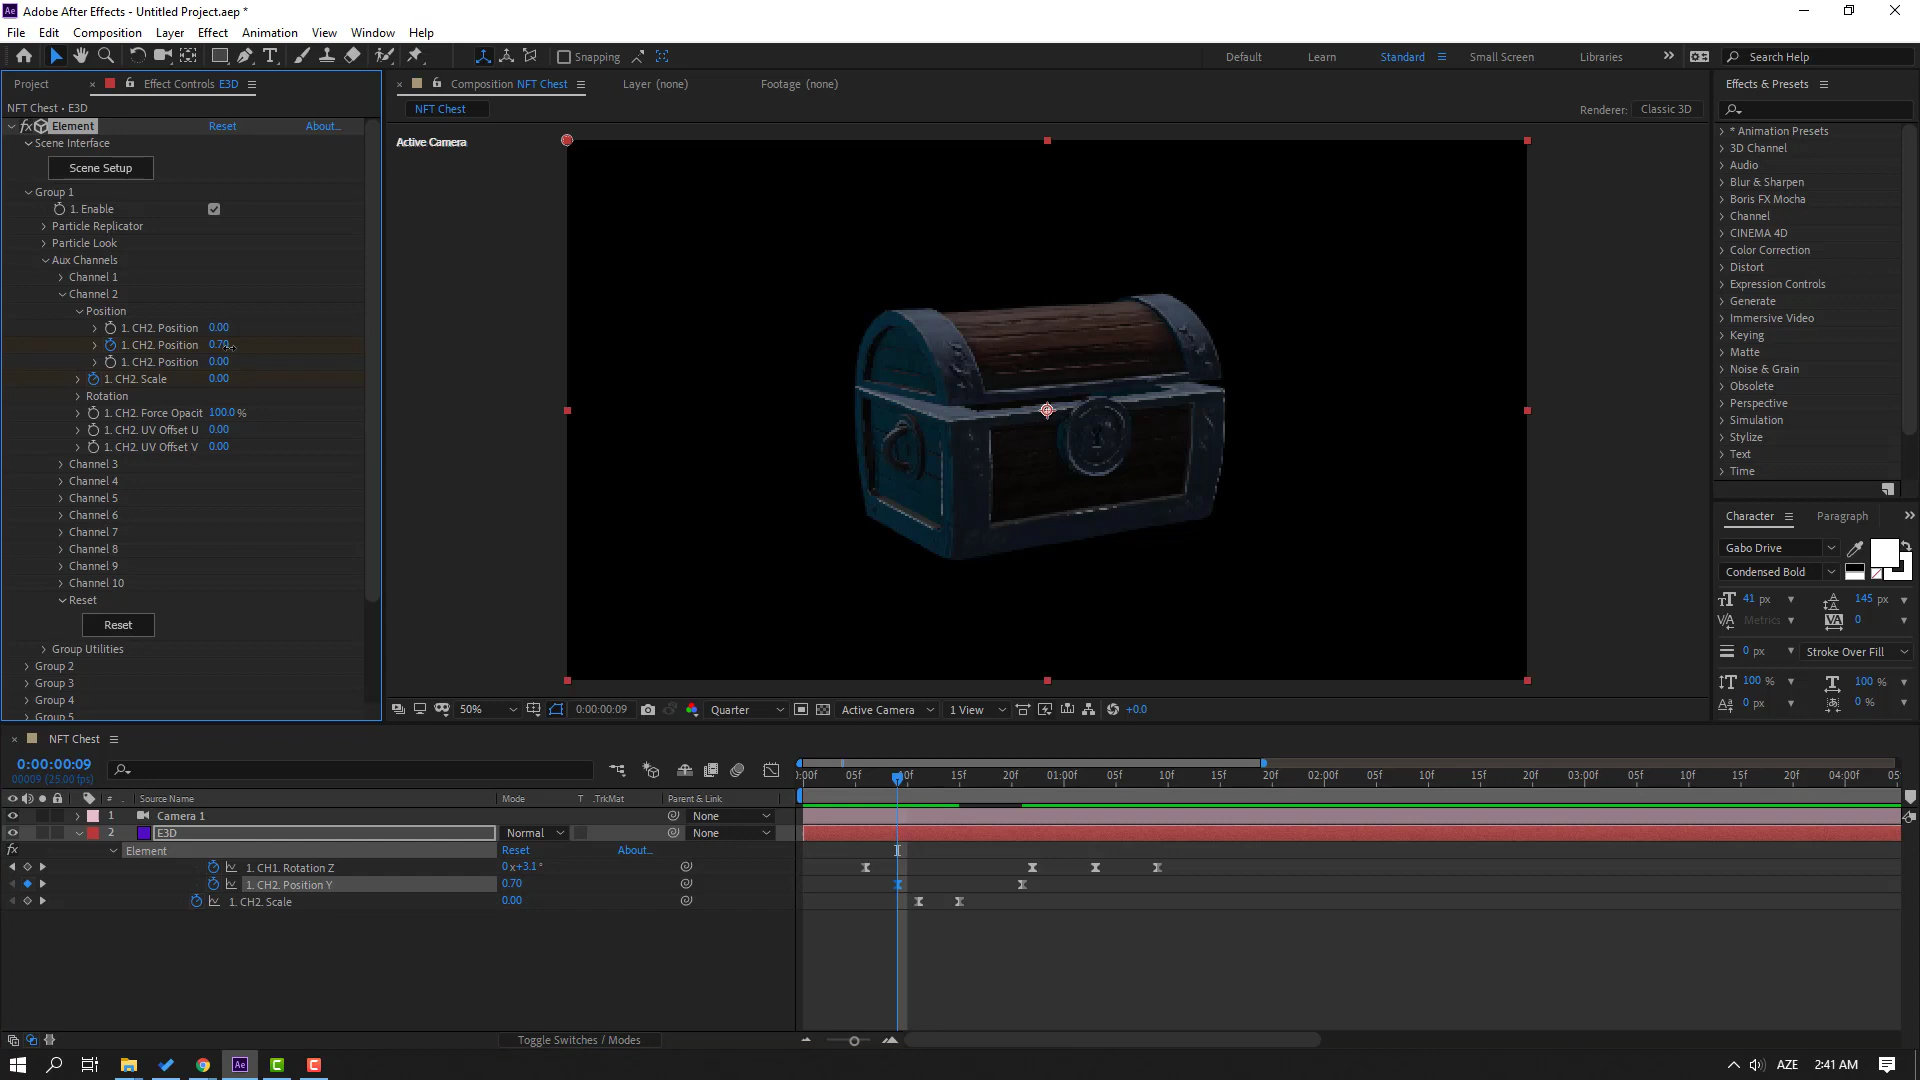 Adobe After Effects - Untitled Project.aep *
File Edit Composition Layer Effect Animation View Window Help
Snapping
Default Learn Standard Small Screen Libraries Search Help
Project Effect Controls E3D
NFT Chest • E3D
fx Element Reset About...
Scene Interface
Scene Setup
Group 1
1. Enable
Particle Replicator
Particle Look
Aux Channels
Channel 1
Channel 2
Position
1. CH2. Position 0.00
1. CH2. Position 0.70
1. CH2. Position 0.00
1. CH2. Scale 0.00
Rotation
1. CH2. Force Opacit 100.0 %
1. CH2. UV Offset U 0.00
1. CH2. UV Offset V 0.00
Channel 3
Channel 4
Channel 5
Channel 6
Channel 7
Channel 8
Channel 9
Channel 10
Reset
Reset
Group Utilities
Group 2
Group 3
Group 4
Group 5
Composition NFT Chest Layer (none) Footage (none)
NFT Chest
Renderer: Classic 3D
Active Camera
50% 0:00:00:09 Quarter Active Camera 1 View +0.0
Effects & Presets
* Animation Presets
3D Channel
Audio
Blur & Sharpen
Boris FX Mocha
Channel
CINEMA 4D
Color Correction
Distort
Expression Controls
Generate
Immersive Video
Keying
Matte
Noise & Grain
Obsolete
Perspective
Simulation
Stylize
Text
Time
Character Paragraph
Gabo Drive
Condensed Bold
41 px 145 px
Metrics 0
0 px Stroke Over Fill
100 % 100 %
0 px 0 %
NFT Chest
0:00:00:09
00009 (25.00 fps)
# Source Name Mode T .TrkMat Parent & Link
1 Camera 1 None
2 E3D Normal None
fx Element Reset About...
1. CH1. Rotation Z 0 x+3.1 °
1. CH2. Position Y 0.70
1. CH2. Scale 0.00
:00f 05f 00f 15f 20f 01:00f 05f 00f 15f 20f 02:00f 05f 00f 15f 20f 03:00f 05f 00f 15f 20f 04:00f 05
Toggle Switches / Modes
AZE 2:41 AM